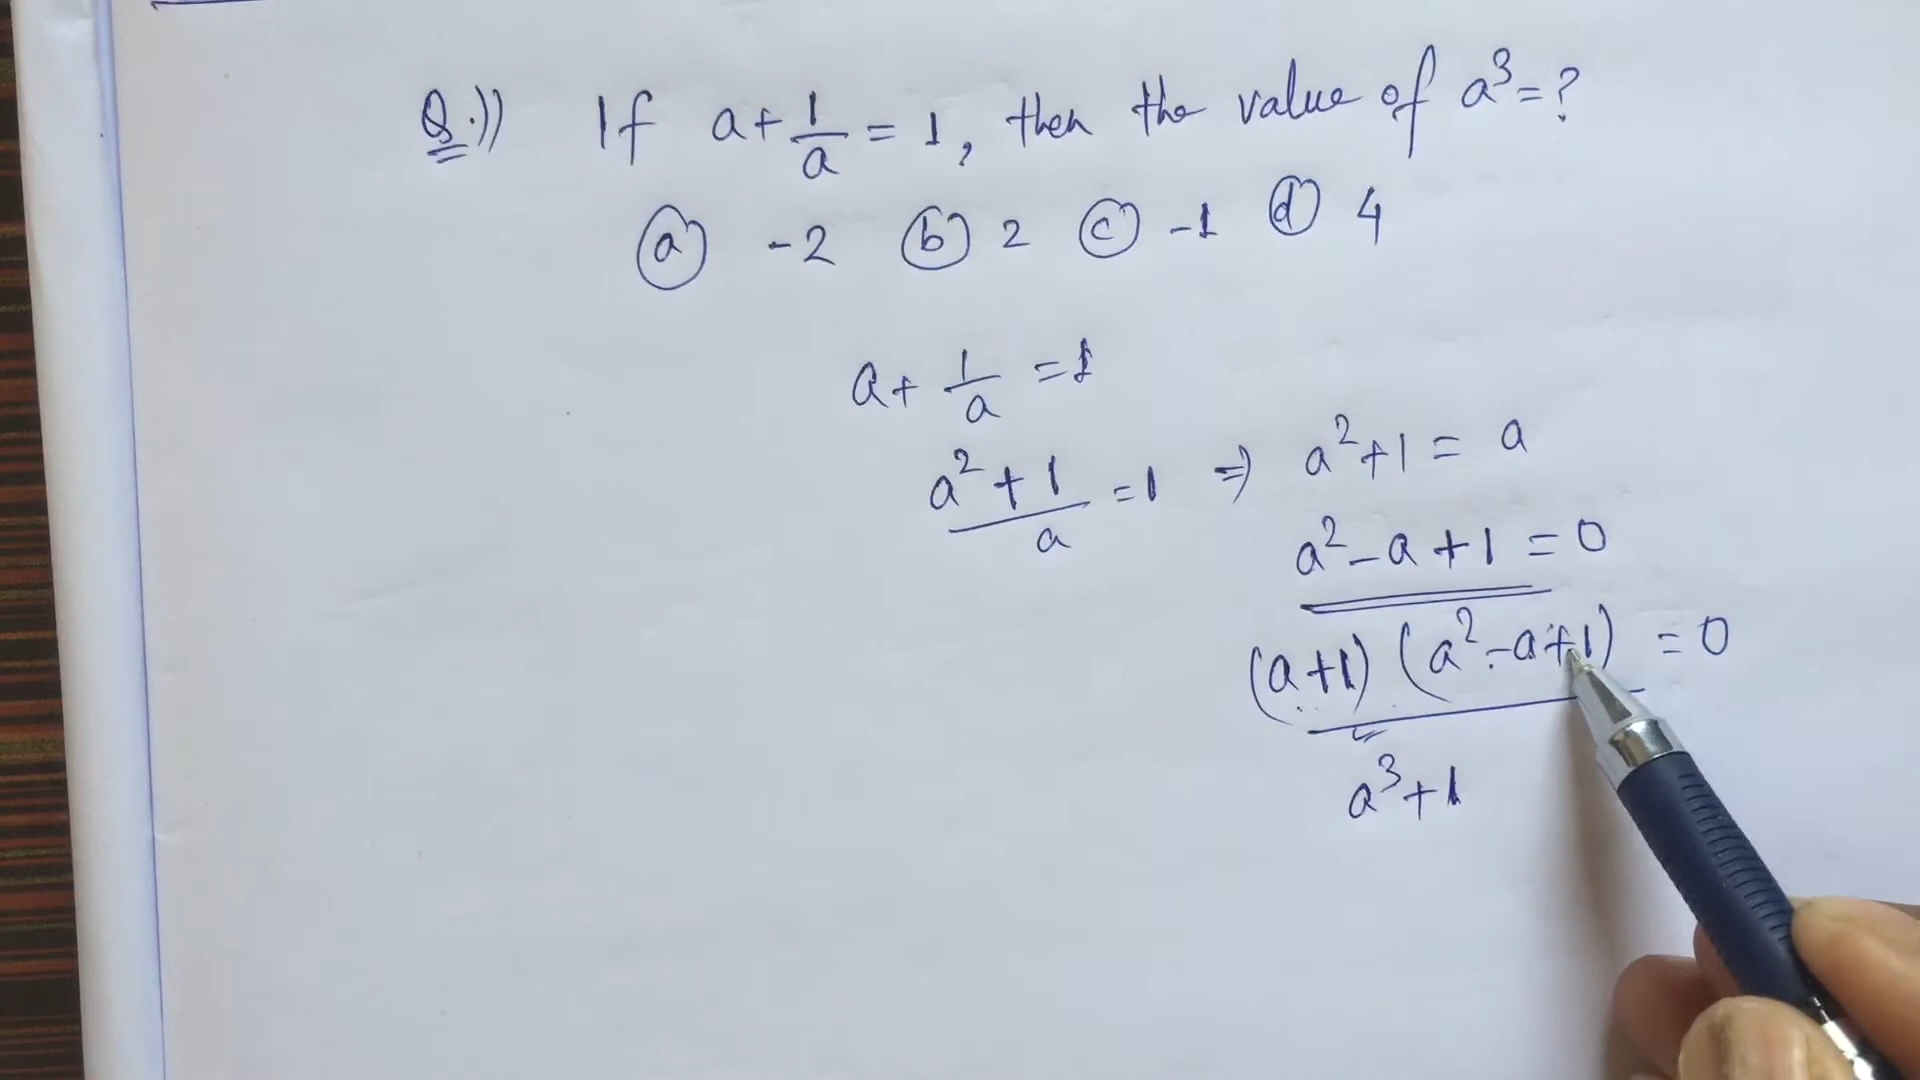 Q.)) If a + 1/a = 1, then the value of a³ = ?
(a) -2 (b) 2 (c) -1 (d) 4
a + 1/a = 1
(a² + 1)/a = 1 ⇒ a² + 1 = a
a² - a + 1 = 0
(a+1) (a² - a + 1) = 0
a³ + 1